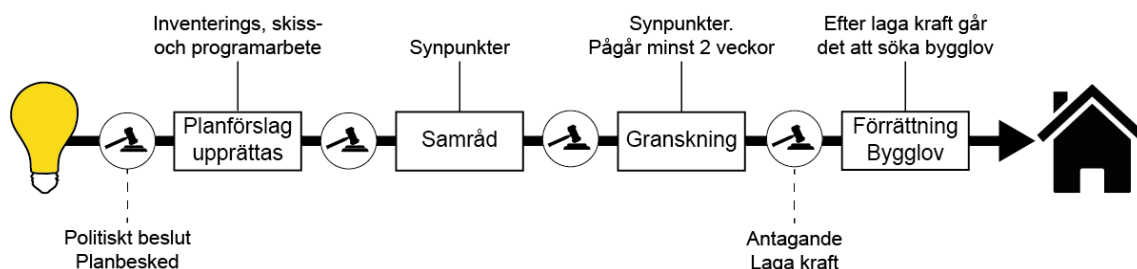 Inventerings, skiss-
och programarbete
Synpunkter
Synpunkter.
Pågår minst 2 veckor
Efter laga kraft går
det att söka bygglov
Planförslag
upprättas
Samråd
Granskning
Förrättning
Bygglov
Politiskt beslut
Planbesked
Antagande
Laga kraft